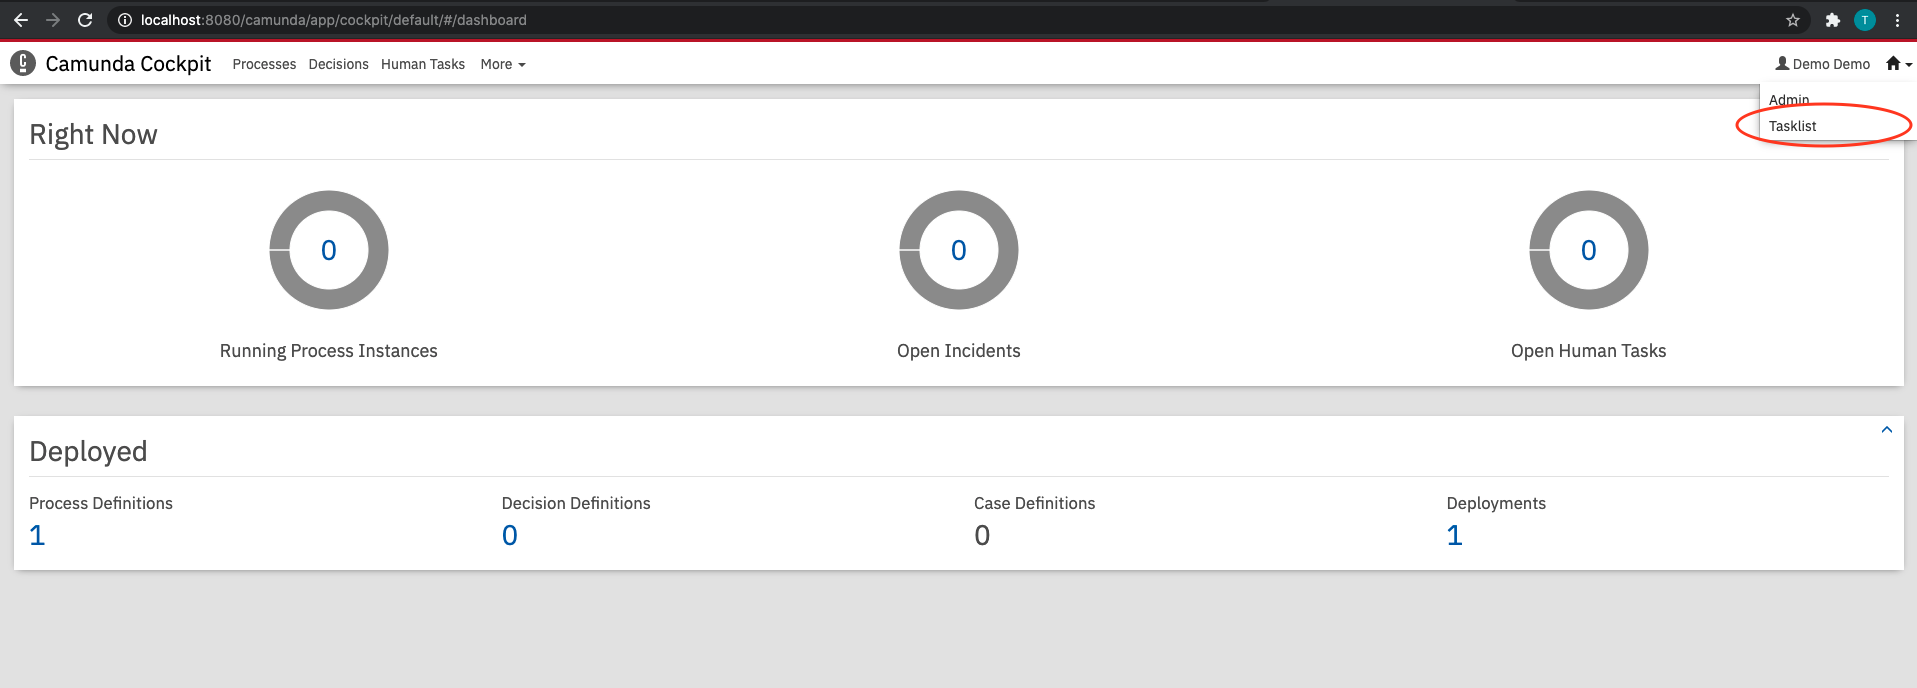 localhost:8080/camunda/app/cockpit/default/#/dashboard T
C Camunda Cockpit Processes Decisions Human Tasks More Demo Demo
Admin
Tasklist
Right Now
0 0 0
Running Process Instances Open Incidents Open Human Tasks
Deployed
Process Definitions Decision Definitions Case Definitions Deployments
1 0 0 1